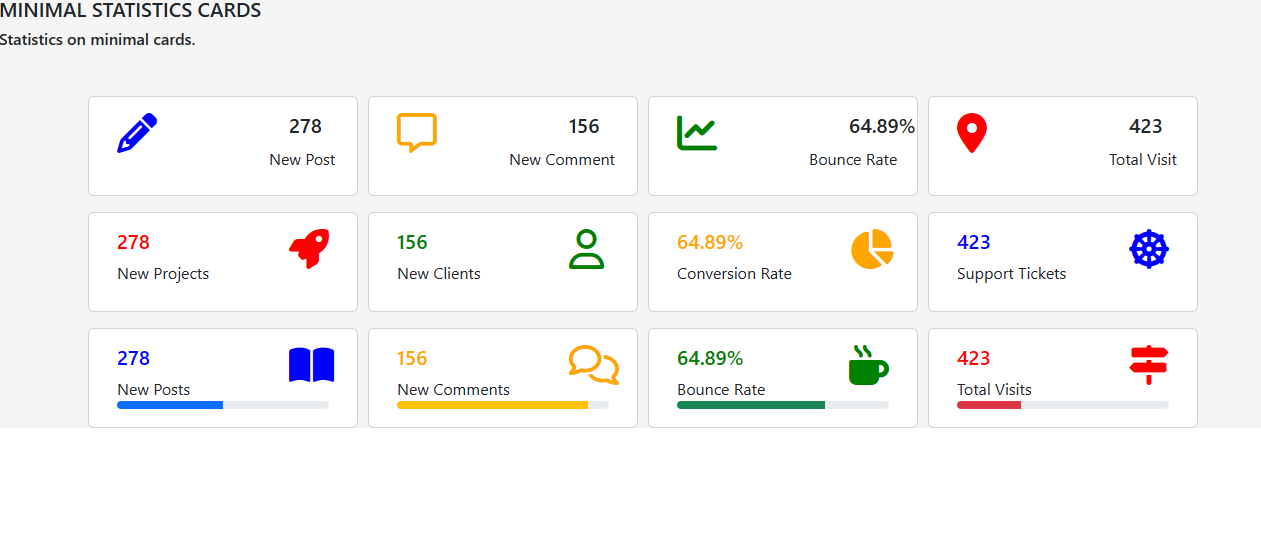 MINIMAL STATISTICS CARDS
Statistics on minimal cards.
278
New Post
156
New Comment
64.89%
Bounce Rate
423
Total Visit
278
New Projects
156
New Clients
64.89%
Conversion Rate
423
Support Tickets
278
New Posts
156
New Comments
64.89%
Bounce Rate
423
Total Visits